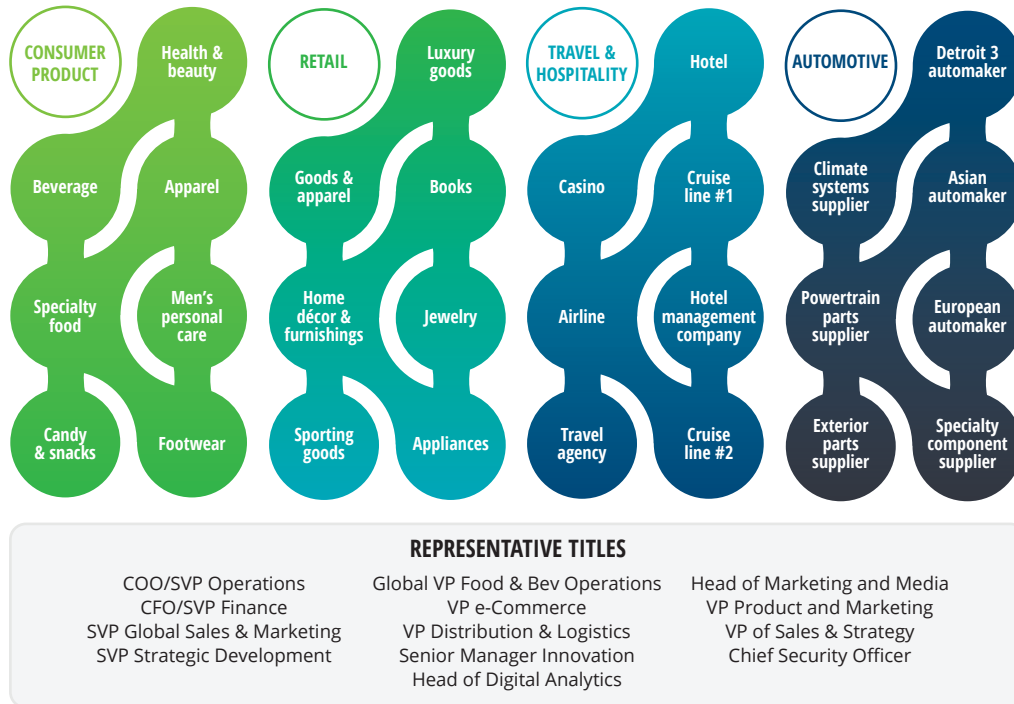 CONSUMER
PRODUCT
Health &
beauty
Beverage
Apparel
Specialty
food
Men's
personal
care
Candy
& snacks
Footwear
RETAIL
Luxury
goods
Goods &
apparel
Books
Home
décor &
furnishings
Jewelry
Sporting
goods
Appliances
TRAVEL &
HOSPITALITY
Hotel
Casino
Cruise
line #1
Airline
Hotel
management
company
Travel
agency
Cruise
line #2
AUTOMOTIVE
Detroit 3
automaker
Climate
systems
supplier
Asian
automaker
Powertrain
parts
supplier
European
automaker
Exterior
parts
supplier
Specialty
component
supplier
REPRESENTATIVE TITLES
COO/SVP Operations
CFO/SVP Finance
SVP Global Sales & Marketing
SVP Strategic Development
Global VP Food & Bev Operations
VP e-Commerce
VP Distribution & Logistics
Senior Manager Innovation
Head of Digital Analytics
Head of Marketing and Media
VP Product and Marketing
VP of Sales & Strategy
Chief Security Officer